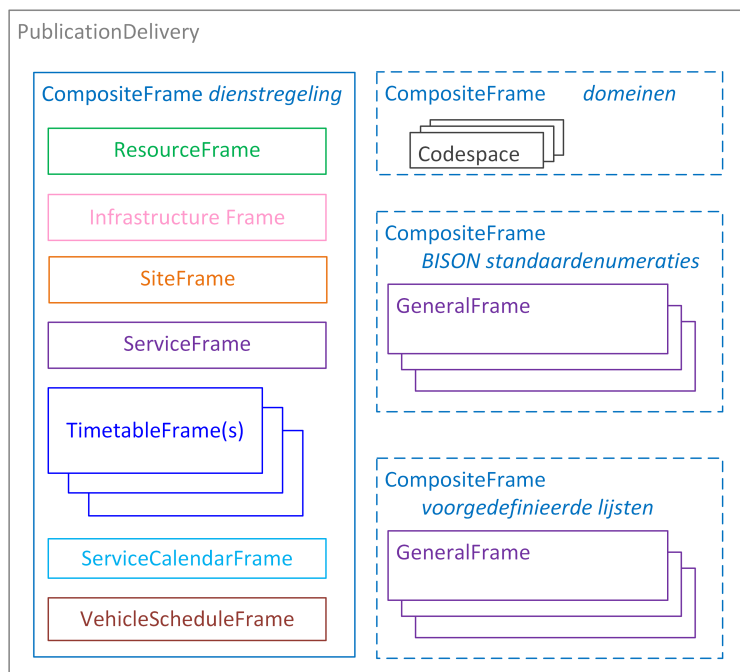 PublicationDelivery
CompositeFrame dienstregeling
ResourceFrame
Infrastructure Frame
SiteFrame
ServiceFrame
TimetableFrame(s)
ServiceCalendarFrame
VehicleScheduleFrame
CompositeFrame domeinen
Codespace
CompositeFrame
BISON standaardenumeraties
GeneralFrame
CompositeFrame
voorgedefinieerde lijsten
GeneralFrame